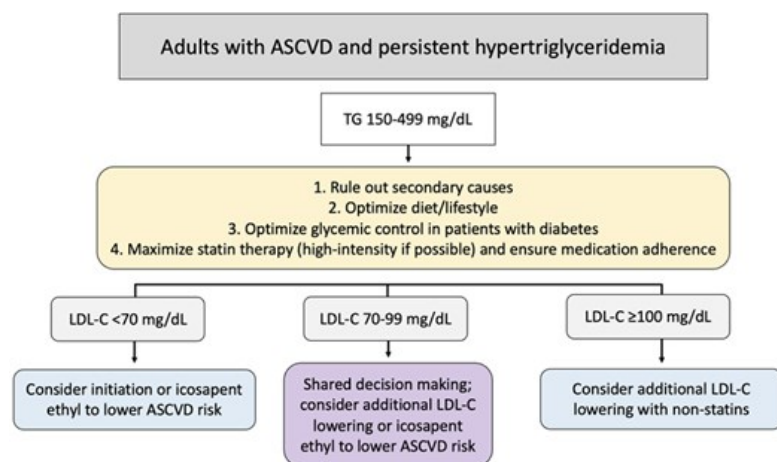 Adults with ASCVD and persistent hypertriglyceridemia
TG 150-499 mg/dL
1. Rule out secondary causes
2. Optimize diet/lifestyle
3. Optimize glycemic control in patients with diabetes
4. Maximize statin therapy (high-intensity if possible) and ensure medication adherence
LDL-C <70 mg/dL
LDL-C 70-99 mg/dL
LDL-C ≥100 mg/dL
Consider initiation or icosapent
ethyl to lower ASCVD risk
Shared decision making;
consider additional LDL-C
lowering or icosapent
ethyl to lower ASCVD risk
Consider additional LDL-C
lowering with non-statins